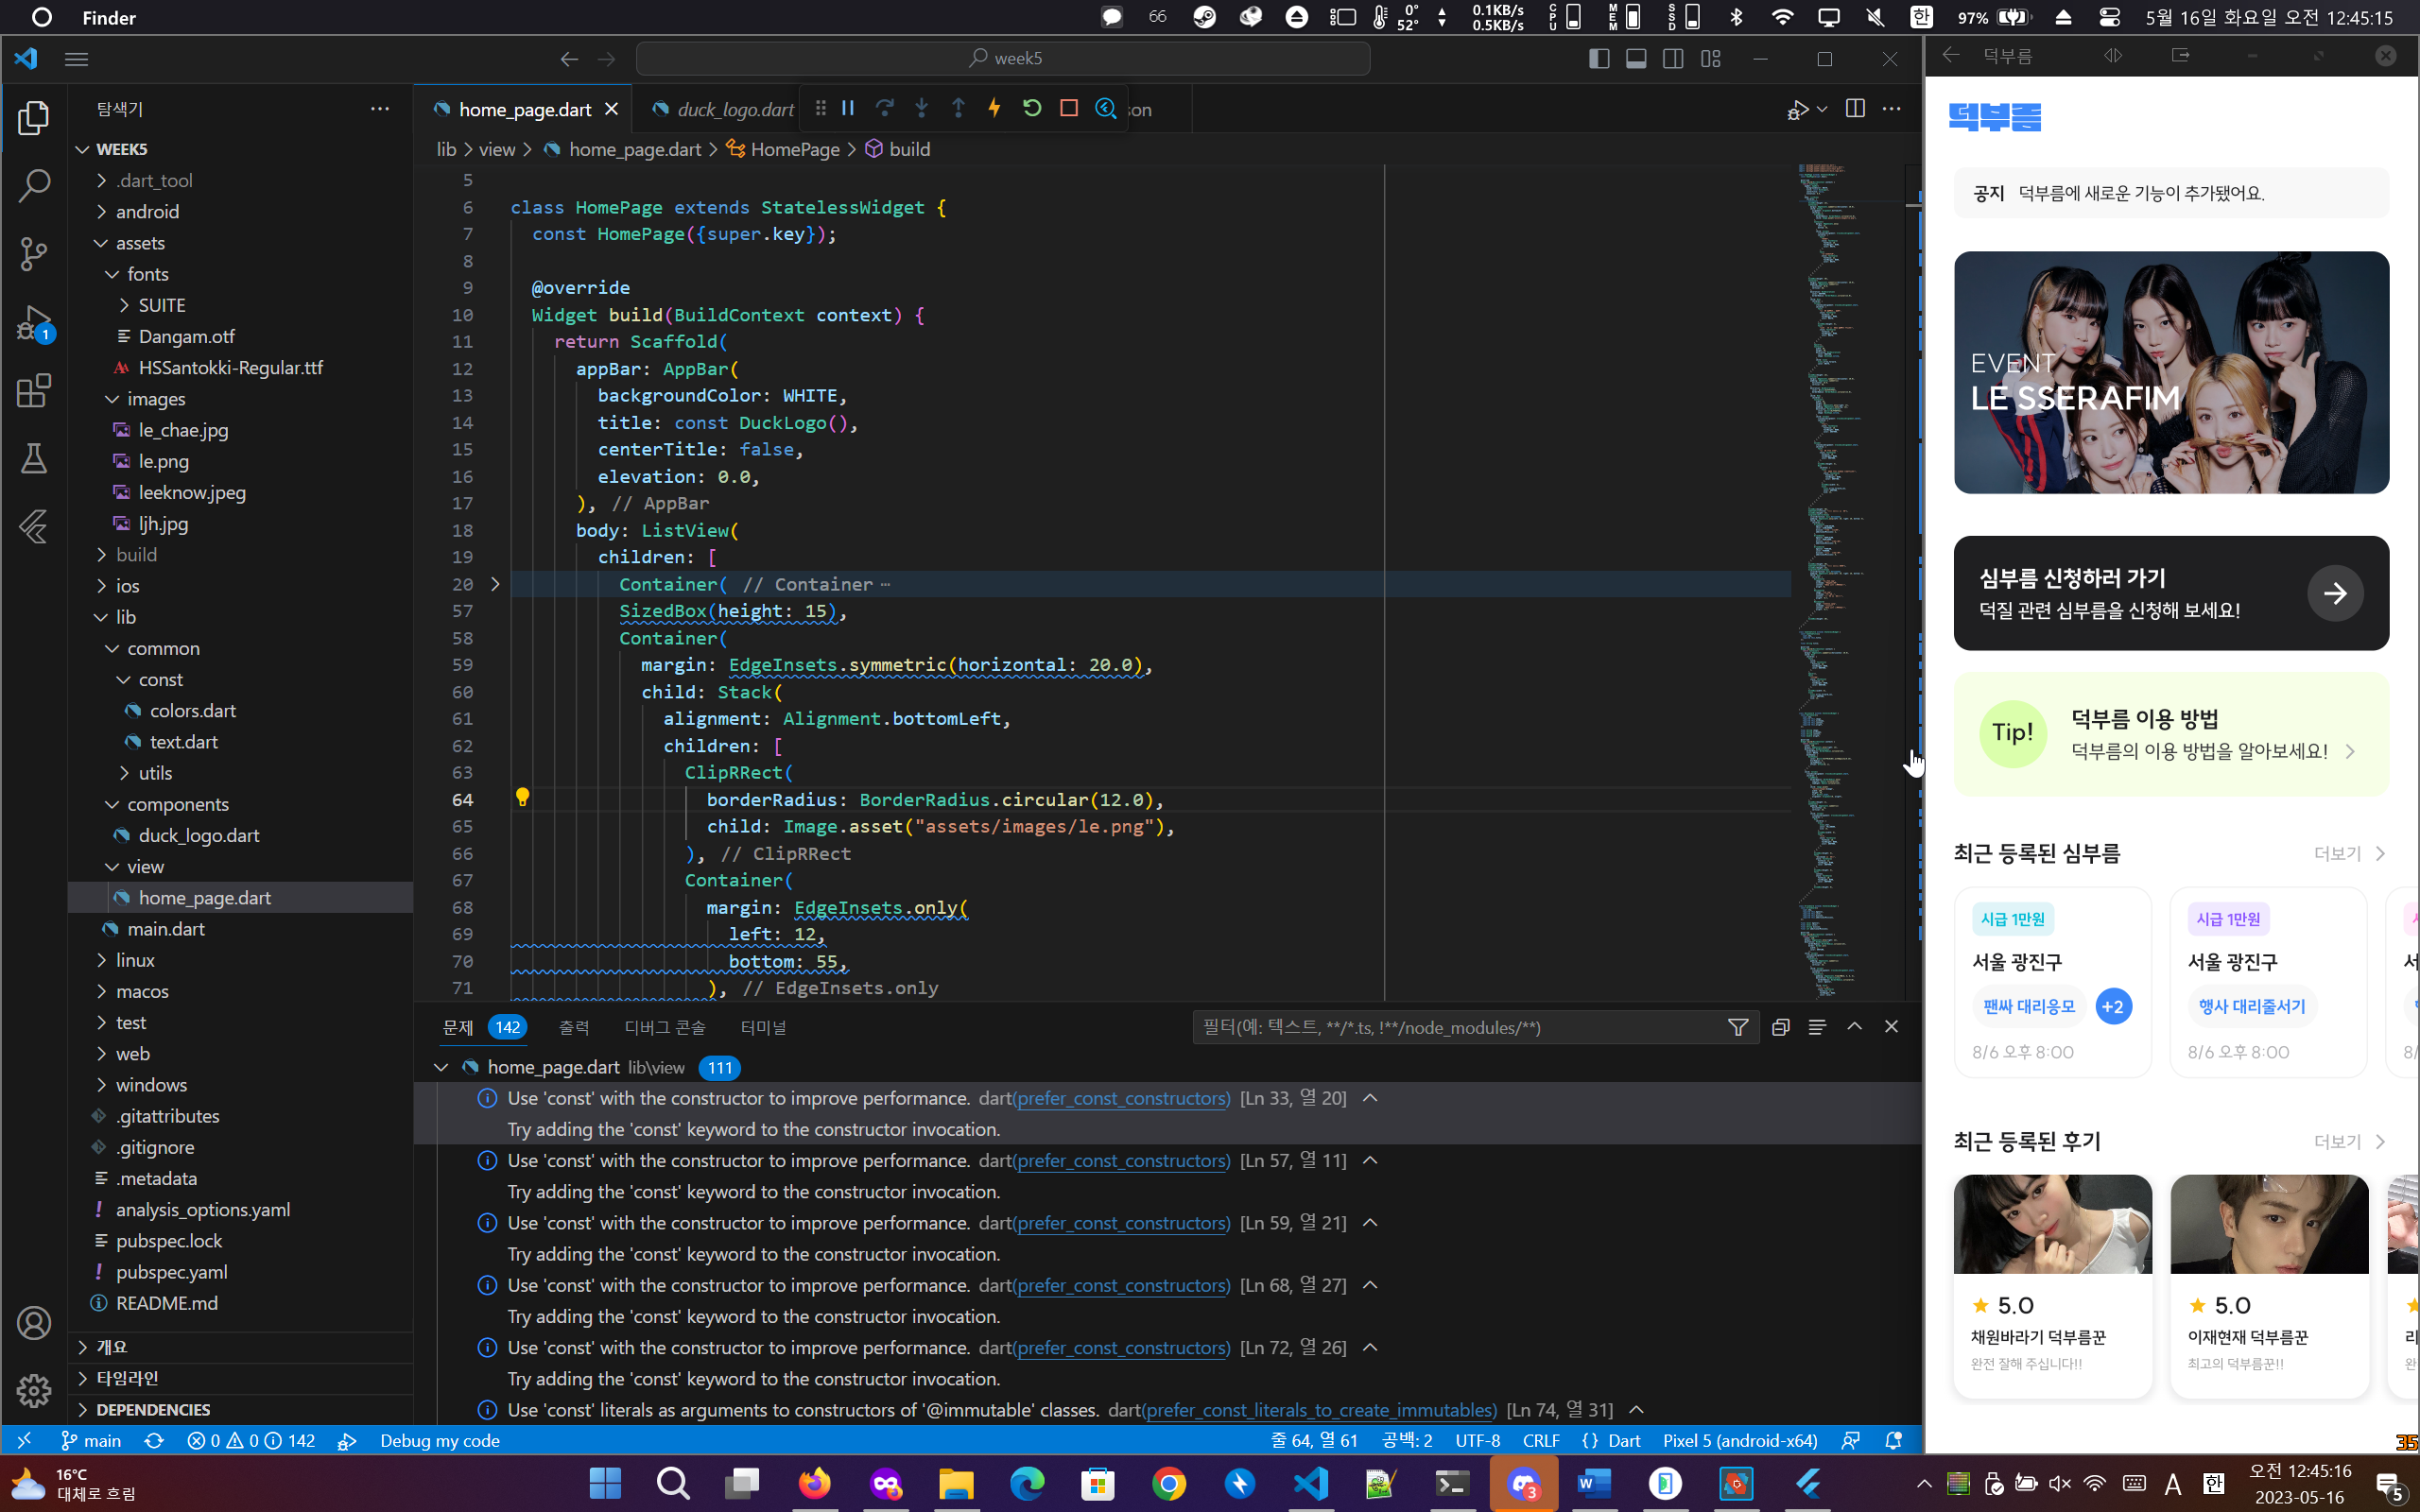 Finder
66
0°
52°
0.1KB/s
0.5KB/s
CPU
MEM
SSD
한
97%
5월 16일 화요일 오전 12:45:15
week5
덕부름
탐색기
home_page.dart
duck_logo.dart
son
lib > view > home_page.dart > HomePage > build
WEEK5
.dart_tool
android
assets
fonts
SUITE
Dangam.otf
HSSantokki-Regular.ttf
images
le_chae.jpg
le.png
leeknow.jpeg
ljh.jpg
build
ios
lib
common
const
colors.dart
text.dart
utils
components
duck_logo.dart
view
home_page.dart
main.dart
linux
macos
test
web
windows
.gitattributes
.gitignore
.metadata
analysis_options.yaml
pubspec.lock
pubspec.yaml
README.md
개요
타임라인
DEPENDENCIES
1
5
6 class HomePage extends StatelessWidget {
7 const HomePage({super.key});
8
9 @override
10 Widget build(BuildContext context) {
11 return Scaffold(
12 appBar: AppBar(
13 backgroundColor: WHITE,
14 title: const DuckLogo(),
15 centerTitle: false,
16 elevation: 0.0,
17 ), // AppBar
18 body: ListView(
19 children: [
20 Container( // Container ⋯
57 SizedBox(height: 15),
58 Container(
59 margin: EdgeInsets.symmetric(horizontal: 20.0),
60 child: Stack(
61 alignment: Alignment.bottomLeft,
62 children: [
63 ClipRRect(
64 borderRadius: BorderRadius.circular(12.0),
65 child: Image.asset("assets/images/le.png"),
66 ), // ClipRRect
67 Container(
68 margin: EdgeInsets.only(
69 left: 12,
70 bottom: 55,
71 ), // EdgeInsets.only
문제 142 출력 디버그 콘솔 터미널
필터(예: 텍스트, **/*.ts, !**/node_modules/**)
home_page.dart lib\view 111
Use 'const' with the constructor to improve performance. dart(prefer_const_constructors) [Ln 33, 열 20]
Try adding the 'const' keyword to the constructor invocation.
Use 'const' with the constructor to improve performance. dart(prefer_const_constructors) [Ln 57, 열 11]
Try adding the 'const' keyword to the constructor invocation.
Use 'const' with the constructor to improve performance. dart(prefer_const_constructors) [Ln 59, 열 21]
Try adding the 'const' keyword to the constructor invocation.
Use 'const' with the constructor to improve performance. dart(prefer_const_constructors) [Ln 68, 열 27]
Try adding the 'const' keyword to the constructor invocation.
Use 'const' with the constructor to improve performance. dart(prefer_const_constructors) [Ln 72, 열 26]
Try adding the 'const' keyword to the constructor invocation.
Use 'const' literals as arguments to constructors of '@immutable' classes. dart(prefer_const_literals_to_create_immutables) [Ln 74, 열 31]
main
0 0 142
Debug my code
줄 64, 열 61
공백: 2
UTF-8
CRLF
{ } Dart
Pixel 5 (android-x64)
덕부름
공지 덕부름에 새로운 기능이 추가됐어요.
EVENT
LE SSERAFIM
심부름 신청하러 가기
덕질 관련 심부름을 신청해 보세요!
Tip!
덕부름 이용 방법
덕부름의 이용 방법을 알아보세요!
최근 등록된 심부름
더보기
시급 1만원
서울 광진구
팬싸 대리응모
+2
8/6 오후 8:00
시급 1만원
서울 광진구
행사 대리줄서기
8/6 오후 8:00
8/
최근 등록된 후기
더보기
5.0
채원바라기 덕부름꾼
완전 잘해 주십니다!!
5.0
이재현재 덕부름꾼
최고의 덕부름꾼!!
리
완
35
16°C
대체로 흐림
3
A
한
오전 12:45:16
2023-05-16
5